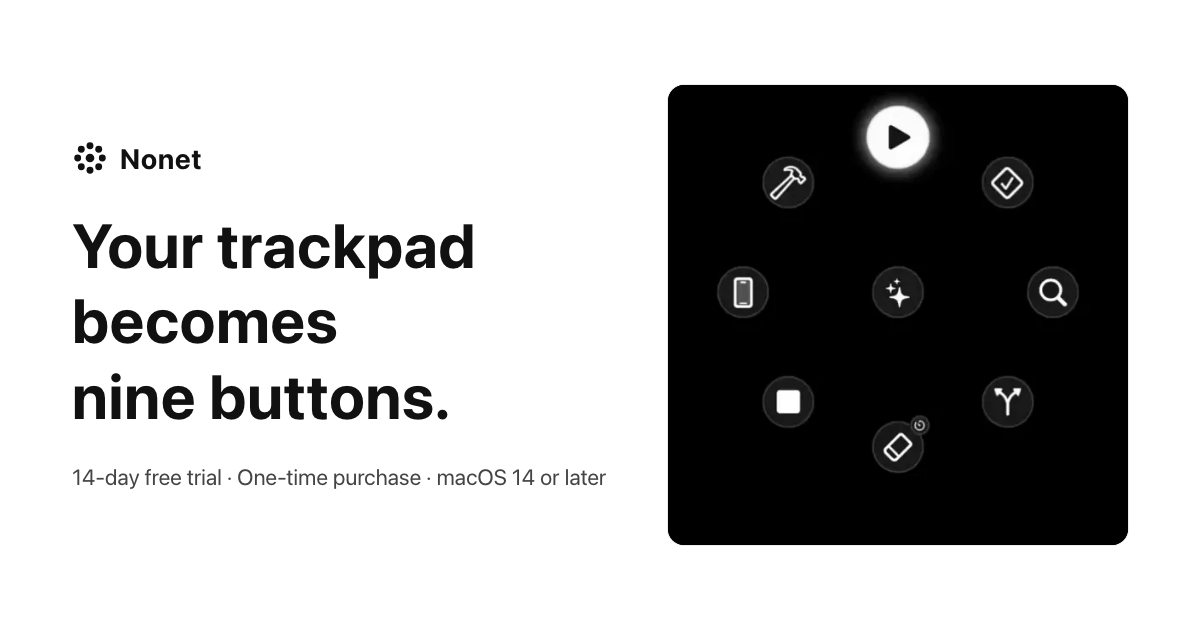 Nonet
Your trackpad
becomes
nine buttons.
14-day free trial · One-time purchase · macOS 14 or later